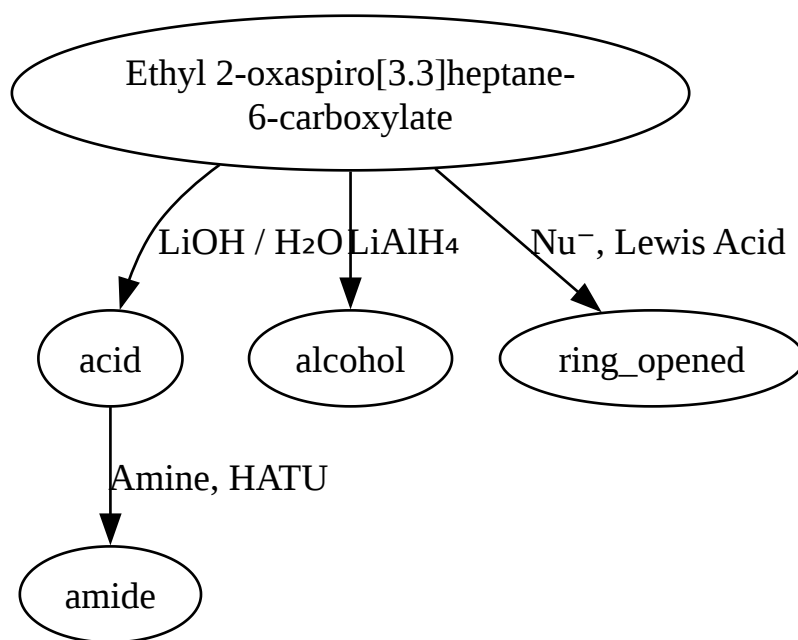 Ethyl 2-oxaspiro[3.3]heptane-
6-carboxylate
LiOH / H₂O
LiAlH₄
Nu⁻, Lewis Acid
acid
alcohol
ring_opened
Amine, HATU
amide